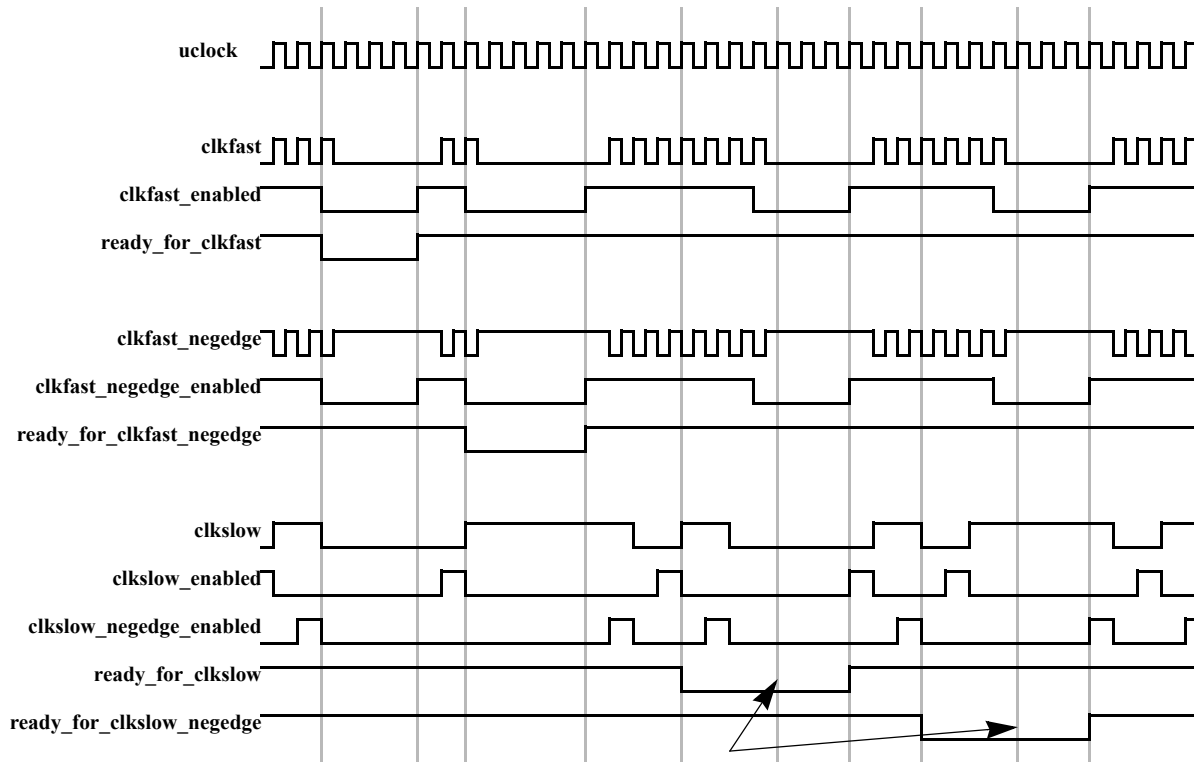 uclock
clkfast
clkfast_enabled
ready_for_clkfast
clkfast_negedge
clkfast_negedge_enabled
ready_for_clkfast_negedge
clkslow
clkslow_enabled
clkslow_negedge_enabled
ready_for_clkslow
ready_for_clkslow_negedge